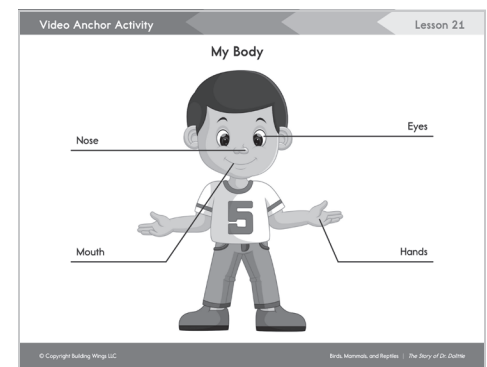 Video Anchor Activity
Lesson 21
My Body
Eyes
Nose
5
Mouth
Hands
© Copyright Building Wings LLC
Birds, Mammals, and Reptiles | The Story of Dr. Dolittle